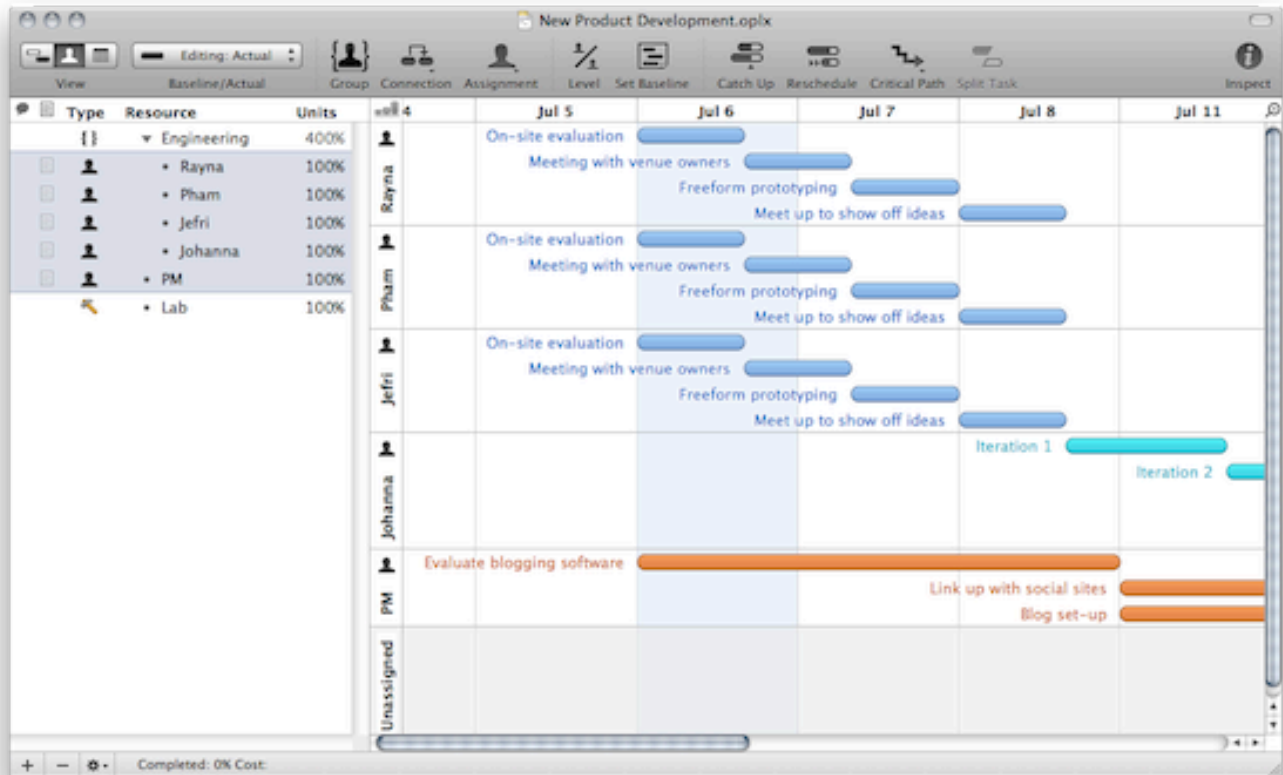 New Product Development.oplx
Editing: Actual
View Baseline/Actual Group Connection Assignment Level Set Baseline Catch Up Reschedule Critical Path Split Task Inspect
Type Resource Units 4 Jul 5 Jul 6 Jul 7 Jul 8 Jul 11
{ } Engineering 400%
Rayna 100%
Pham 100%
Jefri 100%
Johanna 100%
PM 100%
Lab 100%
Rayna
On-site evaluation
Meeting with venue owners
Freeform prototyping
Meet up to show off ideas
Pham
On-site evaluation
Meeting with venue owners
Freeform prototyping
Meet up to show off ideas
Jefri
On-site evaluation
Meeting with venue owners
Freeform prototyping
Meet up to show off ideas
Johanna
Iteration 1
Iteration 2
PM
Evaluate blogging software
Link up with social sites
Blog set-up
Unassigned
Completed: 0% Cost: